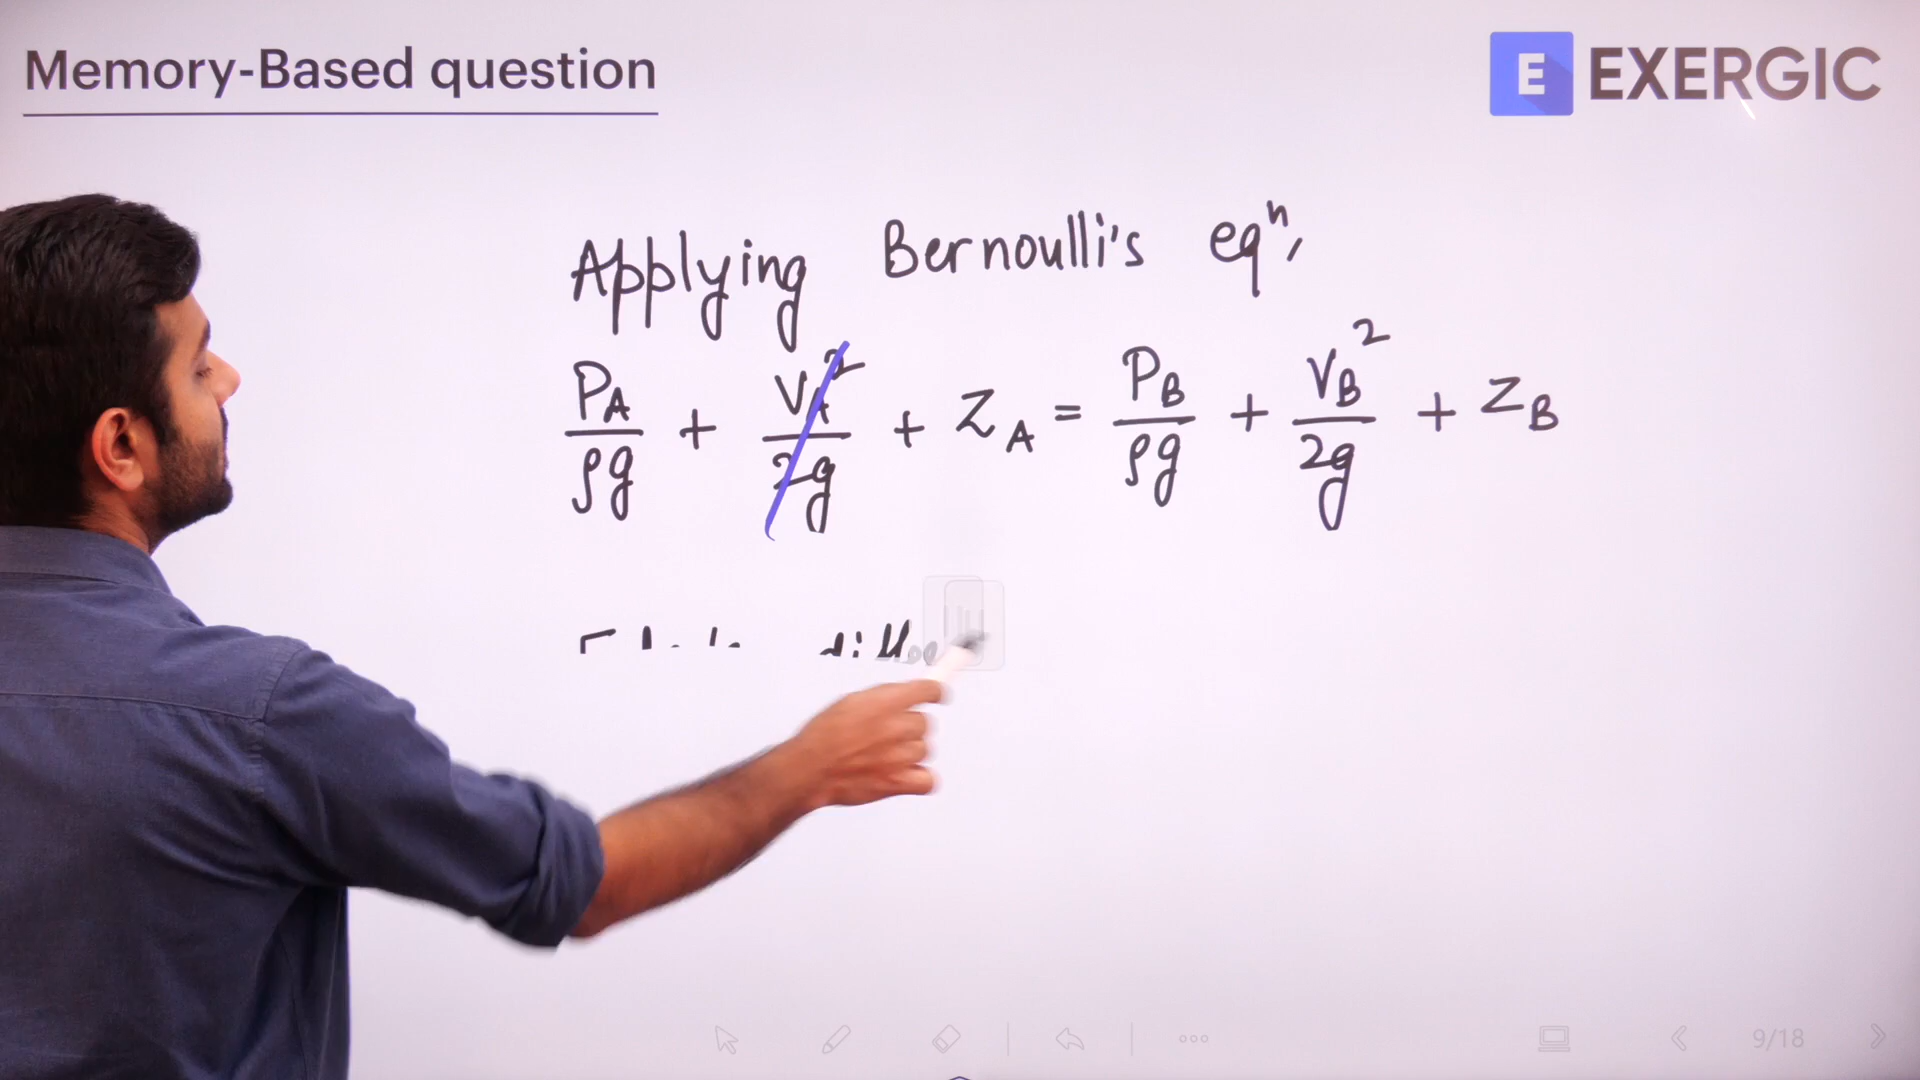 Memory-Based question
E EXERGIC
Applying Bernoulli's eqⁿ,
P_A/ρg + V_A²/2g + Z_A = P_B/ρg + V_B²/2g + Z_B
9/18